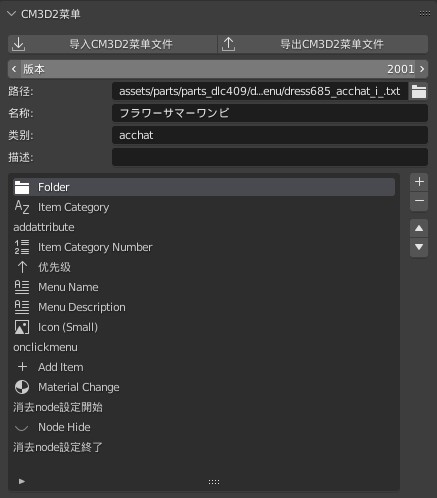 CM3D2菜单
导入CM3D2菜单文件 导出CM3D2菜单文件
版本 2001
路径: assets/parts/parts_dlc409/d...enu/dress685_acchat_i_.txt
名称: フラワーサマーワンピ
类别: acchat
描述:
Folder
Item Category
addattribute
Item Category Number
优先级
Menu Name
Menu Description
Icon (Small)
onclickmenu
Add Item
Material Change
消去node設定開始
Node Hide
消去node設定終了